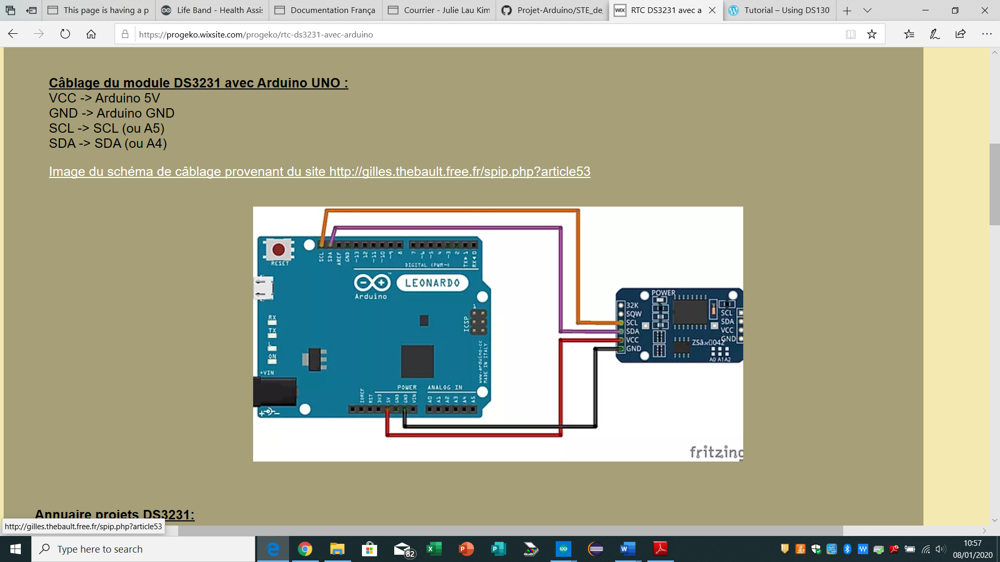 This page is having a p
Life Band - Health Assis
Documentation França
Courrier - Julie Lau Kim
Projet-Arduino/STE_de
WIX RTC DS3231 avec a
Tutorial – Using DS130
https://progeko.wixsite.com/progeko/rtc-ds3231-avec-arduino
Câblage du module DS3231 avec Arduino UNO :
VCC -> Arduino 5V
GND -> Arduino GND
SCL -> SCL (ou A5)
SDA -> SDA (ou A4)
Image du schéma de câblage provenant du site http://gilles.thebault.free.fr/spip.php?article53
RESET
SCL SDA AREF GND ~13 12 ~11 ~10 ~9 8 7 ~6 ~5 4 ~3 2 TX▸1 RX◂0
DIGITAL (PWM~)
LEONARDO
Arduino
ICSP
1
RX
TX
L
ON
+VIN
www.arduino.cc
MADE IN ITALY
POWER
ANALOG IN
IOREF RST 3V3 5V GND GND VIN A0 A1 A2 A3 A4 A5
POWER
32K
SQW
SCL
SDA
VCC
GND
SCL
SDA
VCC
GND
A0 A1 A2
fritzing
Annuaire projets DS3231:
http://gilles.thebault.free.fr/spip.php?article53
Type here to search
82
10:57
08/01/2020